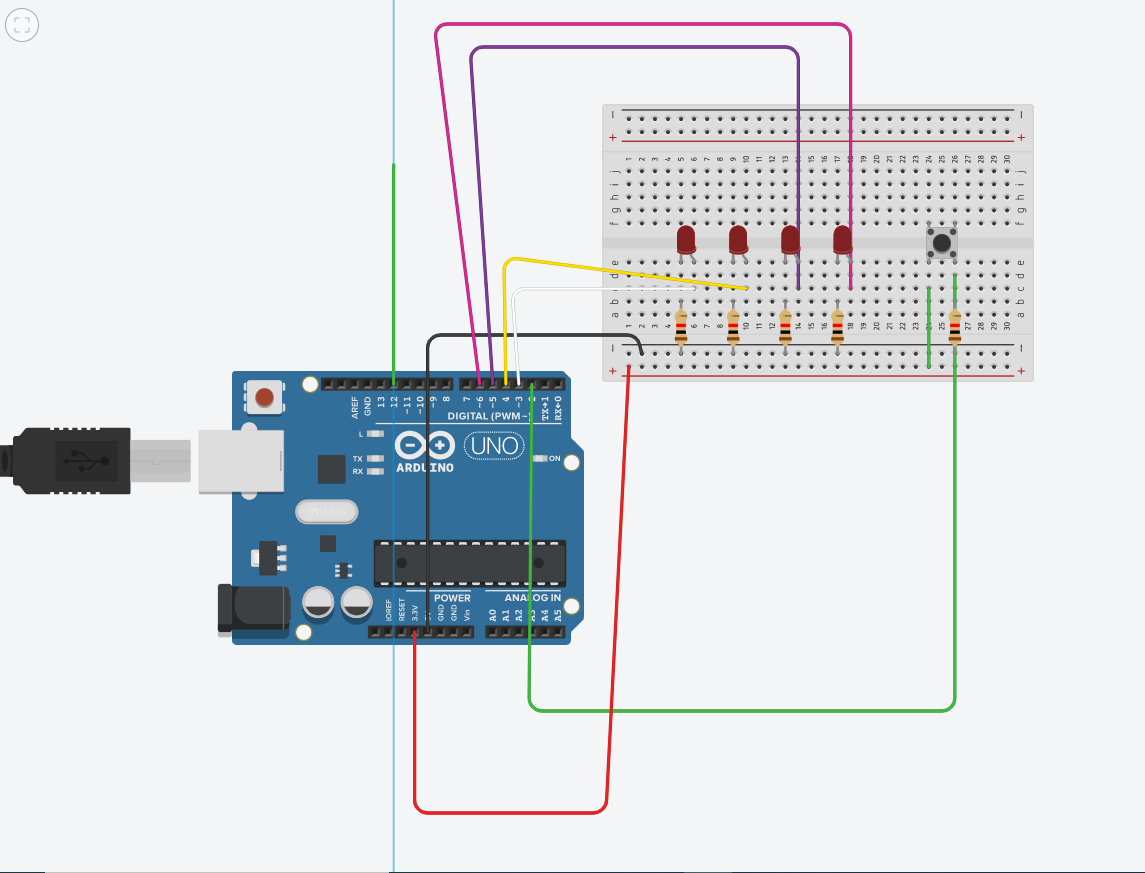 − −
+ +
1 2 3 4 5 6 7 8 9 10 11 12 13 14 15 16 17 18 19 20 21 22 23 24 25 26 27 28 29 30
j j
i i
h h
g g
f f
e e
d d
c c
b b
a a
1 2 3 4 5 6 7 8 9 10 11 12 13 14 15 16 17 18 19 20 21 22 23 24 25 26 27 28 29 30
− −
+ +
AREF GND 13 12 ~11 ~10 ~9 8 7 ~6 ~5 4 ~3 2 TX→1 RX←0
DIGITAL (PWM~)
L
TX
RX
ARDUINO
UNO
ON
POWER
ANALOG IN
IOREF RESET 3.3V GND GND Vin A0 A1 A2 A3 A4 A5